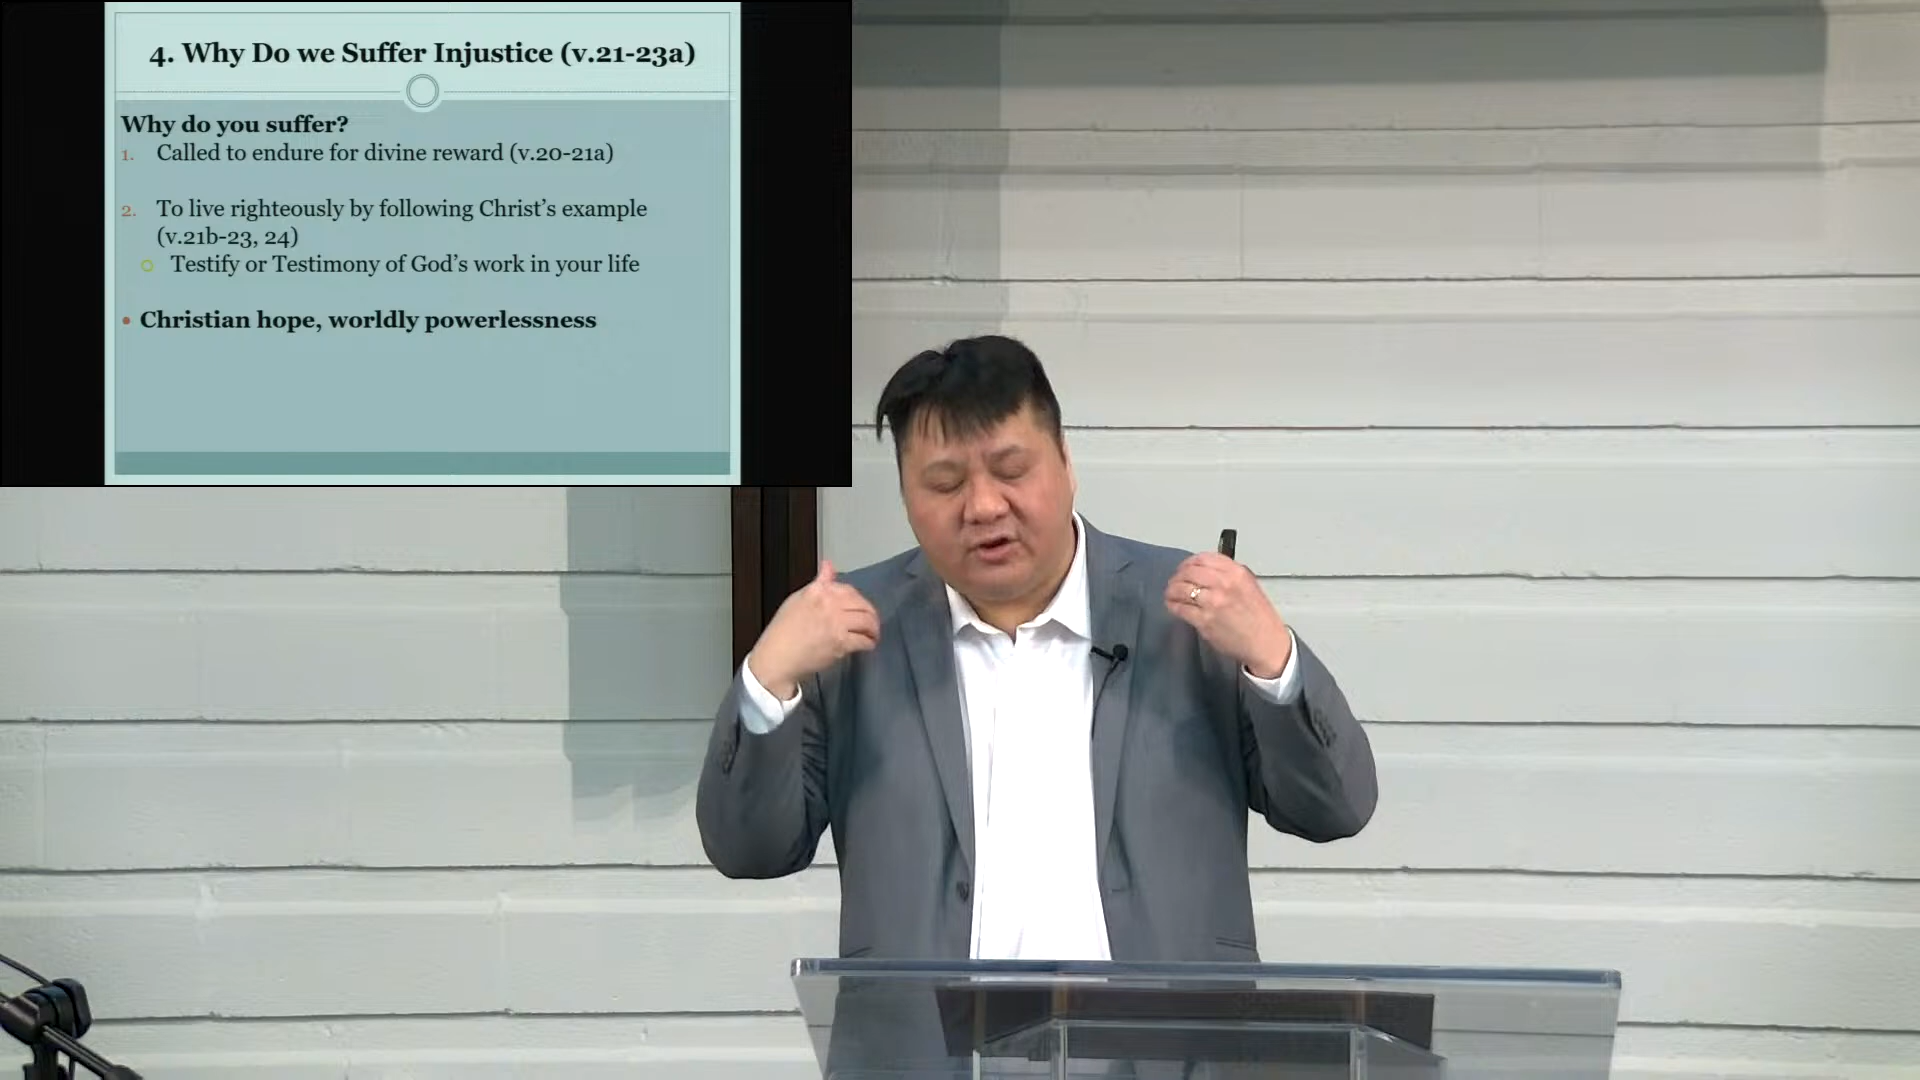 4. Why Do we Suffer Injustice (v.21-23a)
Why do you suffer?
1. Called to endure for divine reward (v.20-21a)
2. To live righteously by following Christ’s example
(v.21b-23, 24)
Testify or Testimony of God’s work in your life
• Christian hope, worldly powerlessness